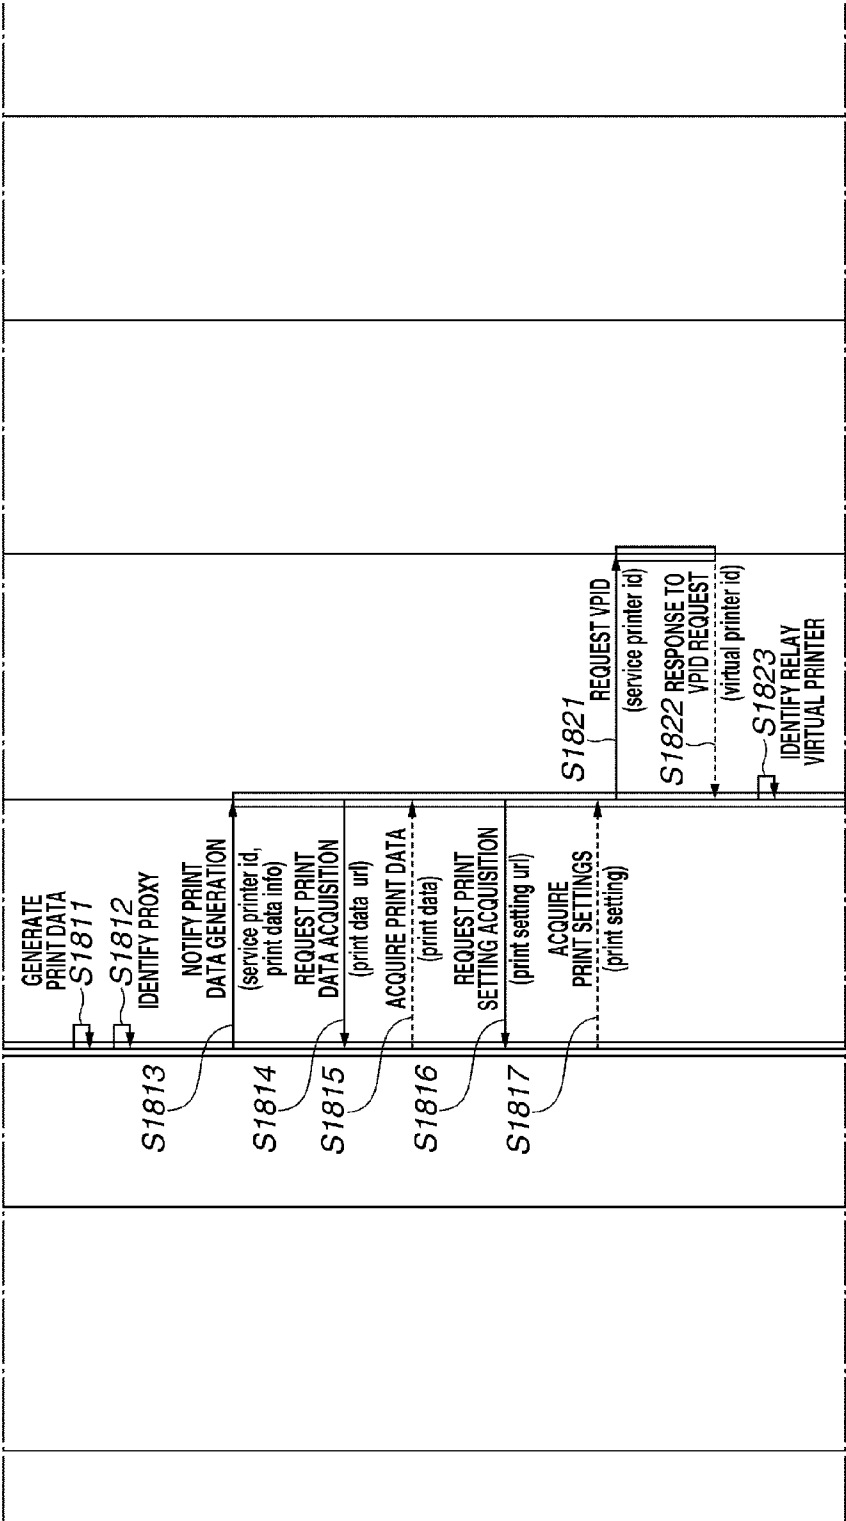 GENERATE
PRINT DATA
S1811
S1812
IDENTIFY PROXY
S1813
NOTIFY PRINT
DATA GENERATION
(service printer id,
print data info)
S1814
REQUEST PRINT
DATA ACQUISITION
(print data url)
S1815
ACQUIRE PRINT DATA
(print data)
S1816
REQUEST PRINT
SETTING ACQUISITION
(print setting url)
S1817
ACQUIRE
PRINT SETTINGS
(print setting)
S1821
REQUEST VPID
(service printer id)
S1822
RESPONSE TO
VPID REQUEST
(virtual printer id)
S1823
IDENTIFY RELAY
VIRTUAL PRINTER